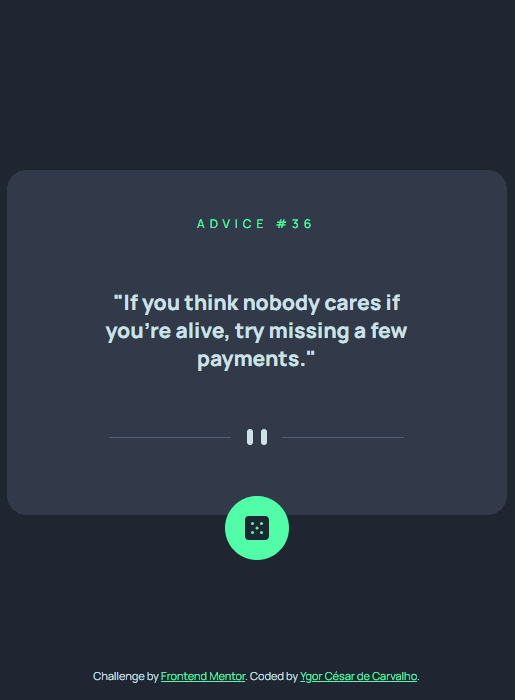 ADVICE #36
"If you think nobody cares if
you're alive, try missing a few
payments."
Challenge by Frontend Mentor. Coded by Ygor César de Carvalho.